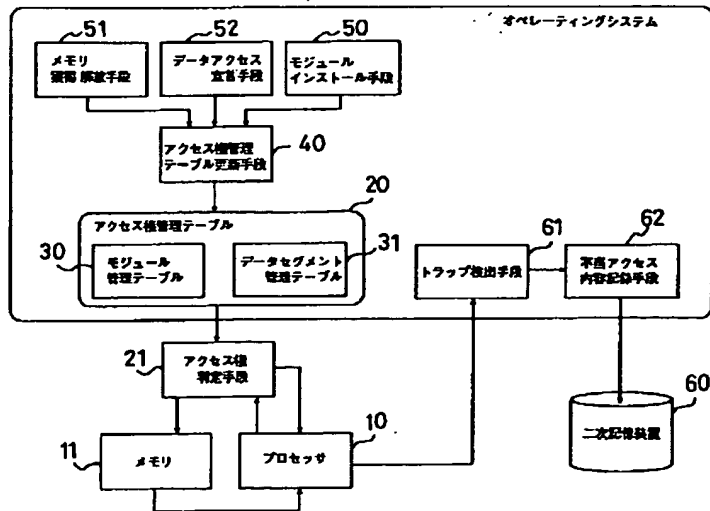 オペレーティングシステム
51
52
50
メモリ
獲得 解放手段
データアクセス
宣言手段
モジュール
インストール手段
アクセス権管理
テーブル更新手段
40
20
アクセス権管理テーブル
30
モジュール
管理テーブル
データセグメント
管理テーブル
31
61
トラップ検出手段
62
不当アクセス
内容記録手段
21
アクセス権
判定手段
11
メモリ
10
プロセッサ
60
二次記憶装置